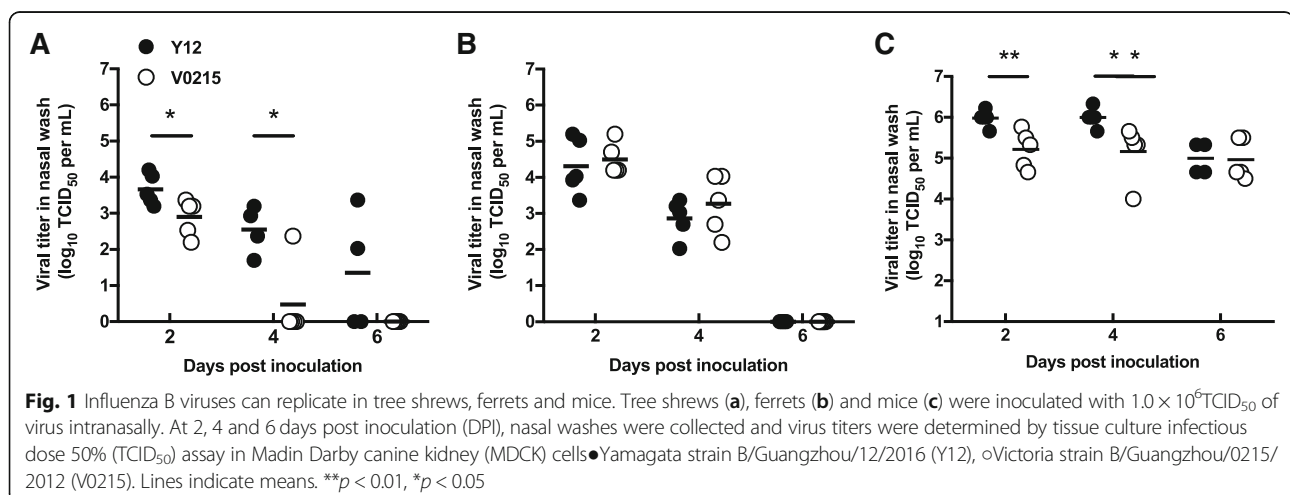 A
Y12
V0215
*
*
7
6
5
4
3
2
1
0
Viral titer in nasal wash
(log10 TCID50 per mL)
2
4
6
Days post inoculation
B
7
6
5
4
3
2
1
0
Viral titer in nasal wash
(log10 TCID50 per mL)
2
4
6
Days post inoculation
C
**
* *
7
6
5
4
3
2
1
Viral titer in nasal wash
(log10 TCID50 per mL)
2
4
6
Days post inoculation
Fig. 1 Influenza B viruses can replicate in tree shrews, ferrets and mice. Tree shrews (a), ferrets (b) and mice (c) were inoculated with 1.0 × 10⁶TCID50 of
virus intranasally. At 2, 4 and 6 days post inoculation (DPI), nasal washes were collected and virus titers were determined by tissue culture infectious
dose 50% (TCID50) assay in Madin Darby canine kidney (MDCK) cells●Yamagata strain B/Guangzhou/12/2016 (Y12), ○Victoria strain B/Guangzhou/0215/
2012 (V0215). Lines indicate means. **p < 0.01, *p < 0.05